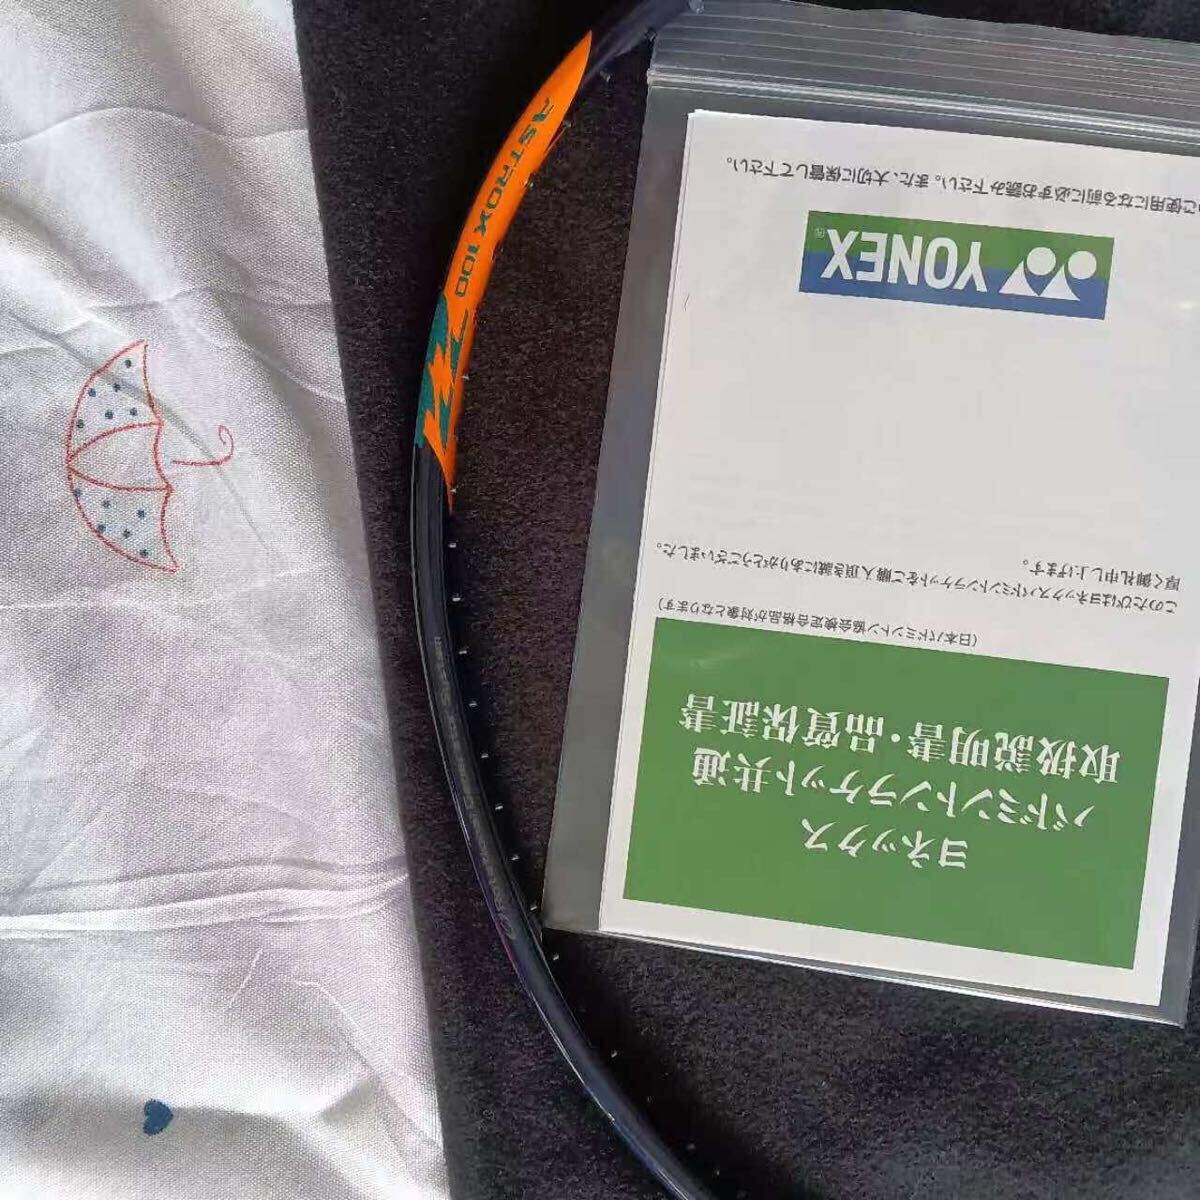 ASTROX 100
ヨネックス
バドミントンラケット共通
取扱説明書・品質保証書
(日本バドミントン協会検定合格品が対象となります)
このたびはヨネックスバドミントンラケットをご購入頂き誠にありがとうございました。
厚く御礼申し上げます。
YONEX®
ご使用になる前に必ずお読み下さい。また、大切に保管して下さい。